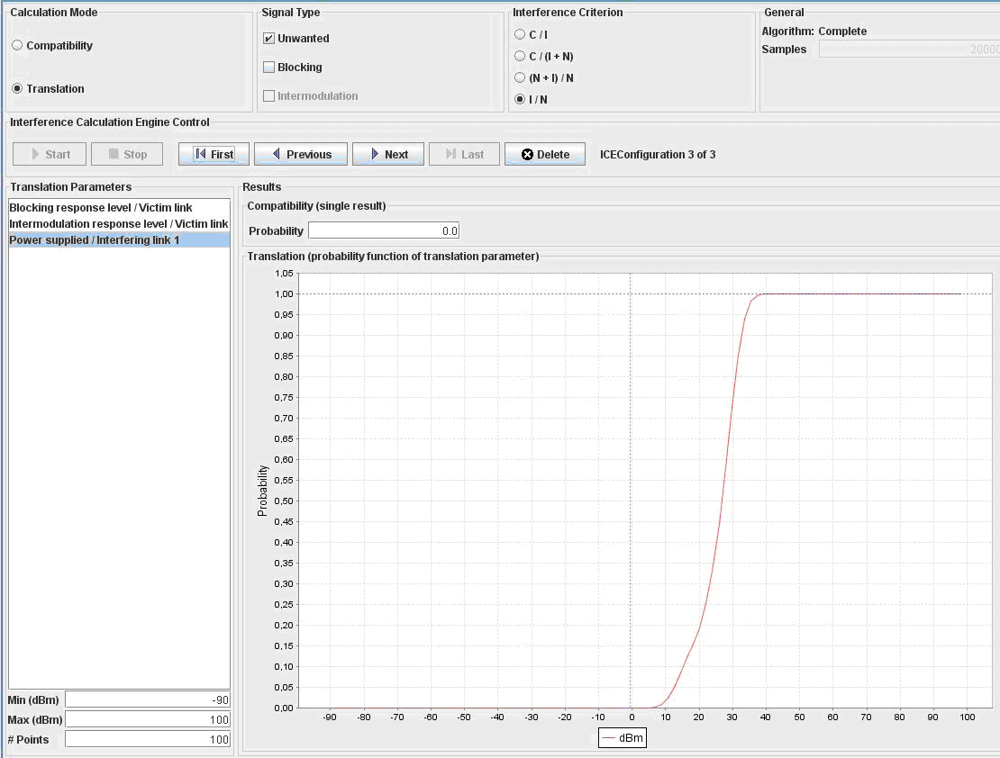 Calculation Mode
Compatibility
Translation
Signal Type
Unwanted
Blocking
Intermodulation
Interference Criterion
C / I
C / (I + N)
(N + I) / N
I / N
General
Algorithm: Complete
Samples 20000
Interference Calculation Engine Control
Start Stop First Previous Next Last Delete ICEConfiguration 3 of 3
Translation Parameters
Blocking response level / Victim link
Intermodulation response level / Victim link
Power supplied / Interfering link 1
Min (dBm) -90
Max (dBm) 100
# Points 100
Results
Compatibility (single result)
Probability 0.0
Translation (probability function of translation parameter)
1,05
1,00
0,95
0,90
0,85
0,80
0,75
0,70
0,65
0,60
0,55
0,50
0,45
0,40
0,35
0,30
0,25
0,20
0,15
0,10
0,05
0,00
Probability
-90 -80 -70 -60 -50 -40 -30 -20 -10 0 10 20 30 40 50 60 70 80 90 100
dBm